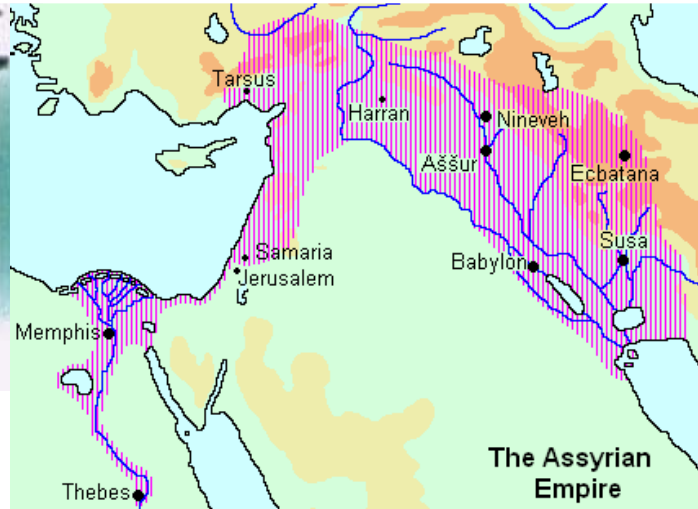 Tarsus
Harran
Nineveh
Aššur
Ecbatana
Samaria
Jerusalem
Babylon
Susa
Memphis
Thebes
The Assyrian
Empire